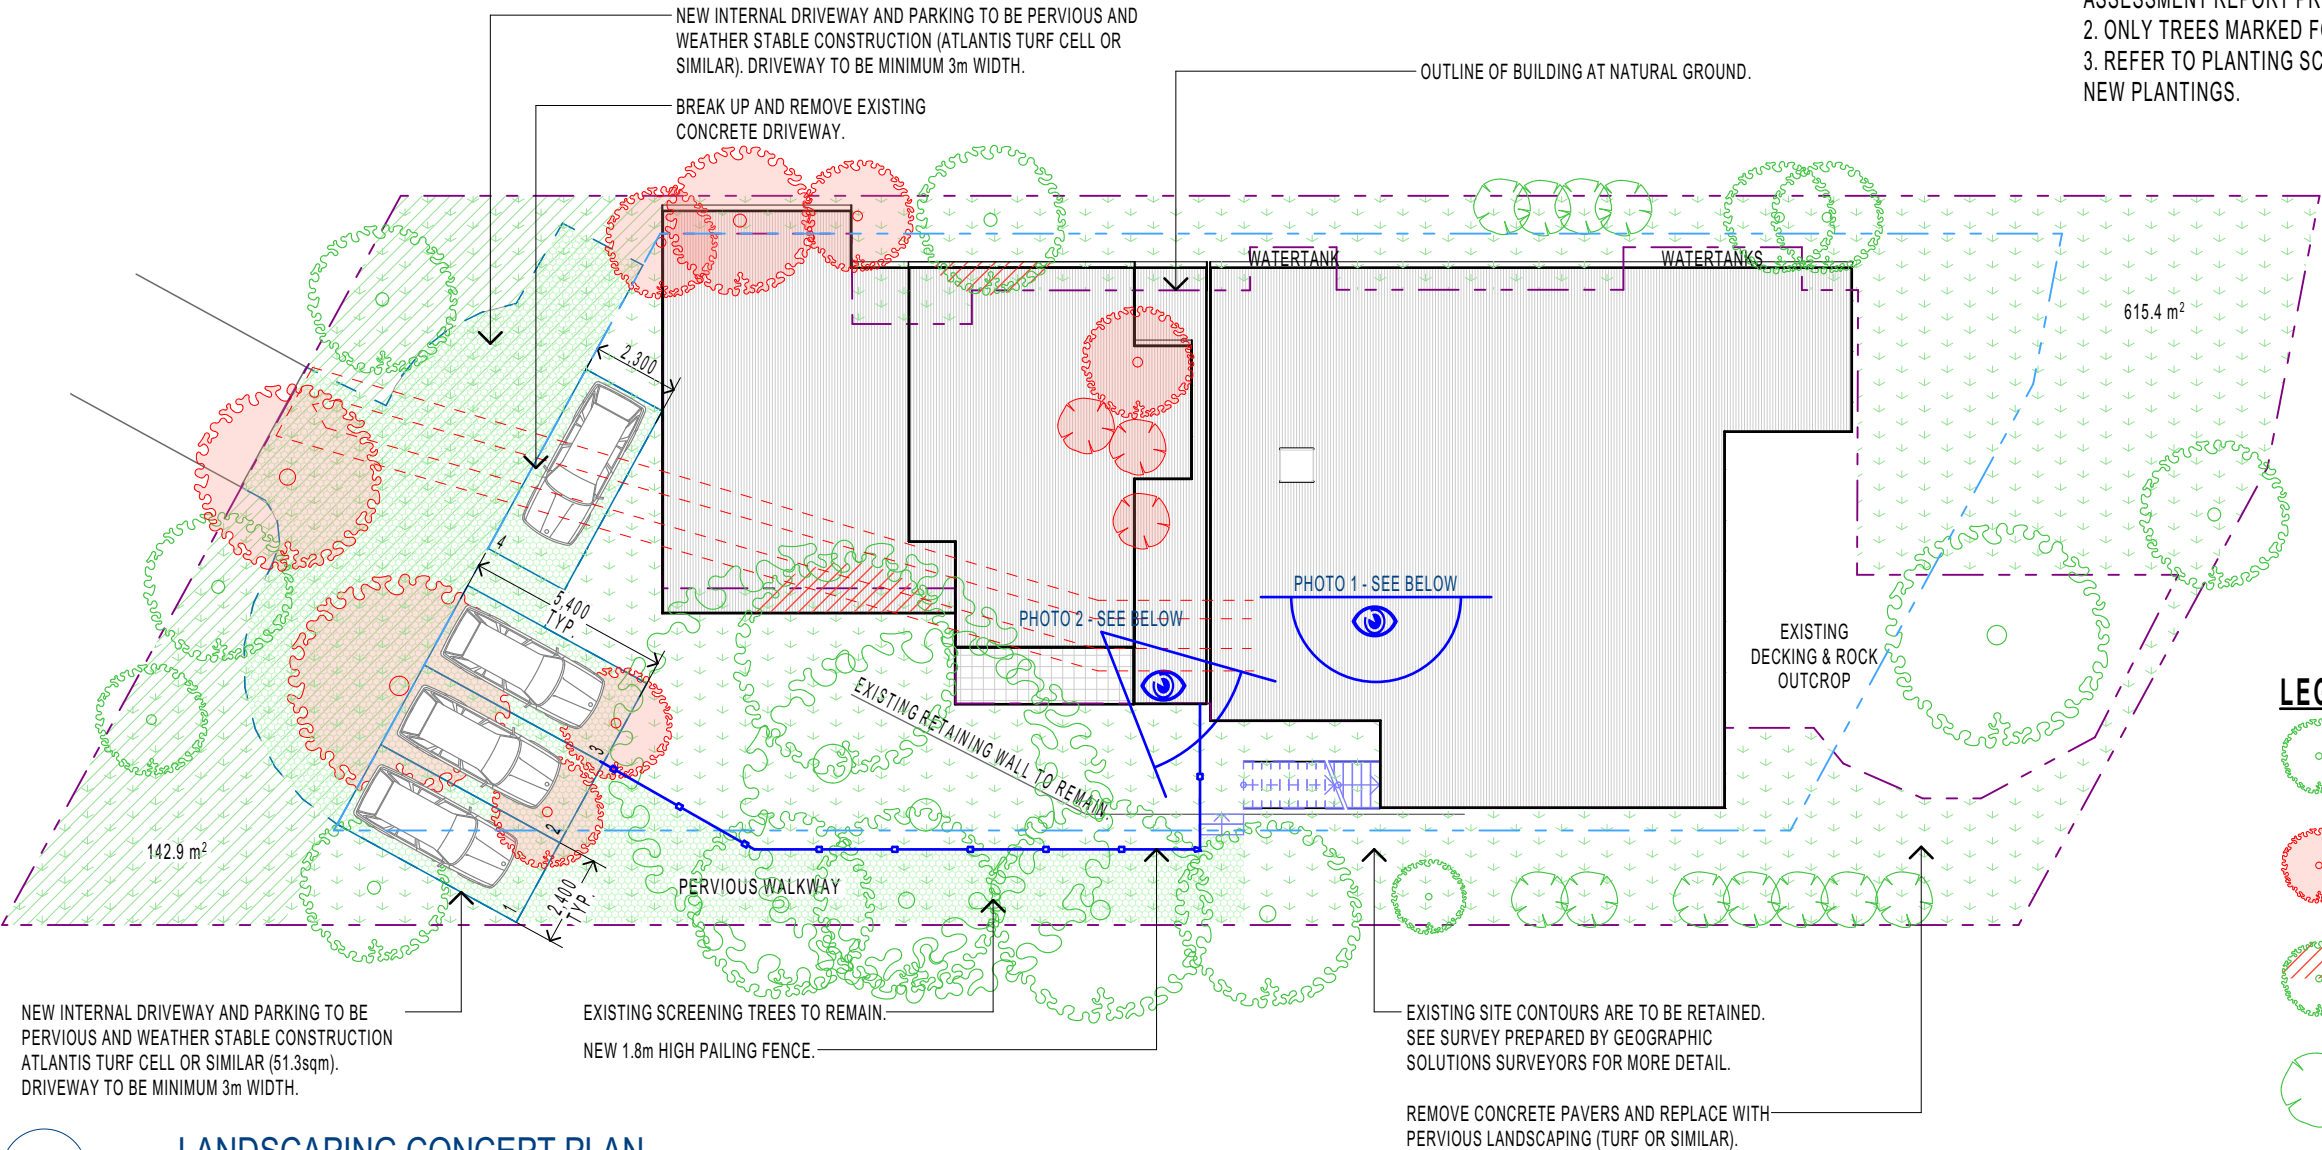 ASSESSMENT REPORT
2. ONLY TREES MARKED
3. REFER TO PLANTING
NEW PLANTINGS.
NEW INTERNAL DRIVEWAY AND PARKING TO BE PERVIOUS AND
WEATHER STABLE CONSTRUCTION (ATLANTIS TURF CELL OR
SIMILAR). DRIVEWAY TO BE MINIMUM 3m WIDTH.
OUTLINE OF BUILDING AT NATURAL GROUND.
BREAK UP AND REMOVE EXISTING
CONCRETE DRIVEWAY.
WATERTANK
WATERTANKS
615.4 m²
2,300
4
5,400
TYP.
PHOTO 1 - SEE BELOW
PHOTO 2 - SEE BELOW
EXISTING
DECKING & ROCK
OUTCROP
EXISTING RETAINING WALL TO REMAIN.
3
2
1
2,400
TYP.
142.9 m²
PERVIOUS WALKWAY
NEW INTERNAL DRIVEWAY AND PARKING TO BE
PERVIOUS AND WEATHER STABLE CONSTRUCTION
ATLANTIS TURF CELL OR SIMILAR (51.3sqm).
DRIVEWAY TO BE MINIMUM 3m WIDTH.
EXISTING SCREENING TREES TO REMAIN.
NEW 1.8m HIGH PAILING FENCE.
EXISTING SITE CONTOURS ARE TO BE RETAINED.
SEE SURVEY PREPARED BY GEOGRAPHIC
SOLUTIONS SURVEYORS FOR MORE DETAIL.
REMOVE CONCRETE PAVERS AND REPLACE WITH
PERVIOUS LANDSCAPING (TURF OR SIMILAR).
LANDSCAPING CONCEPT PLAN